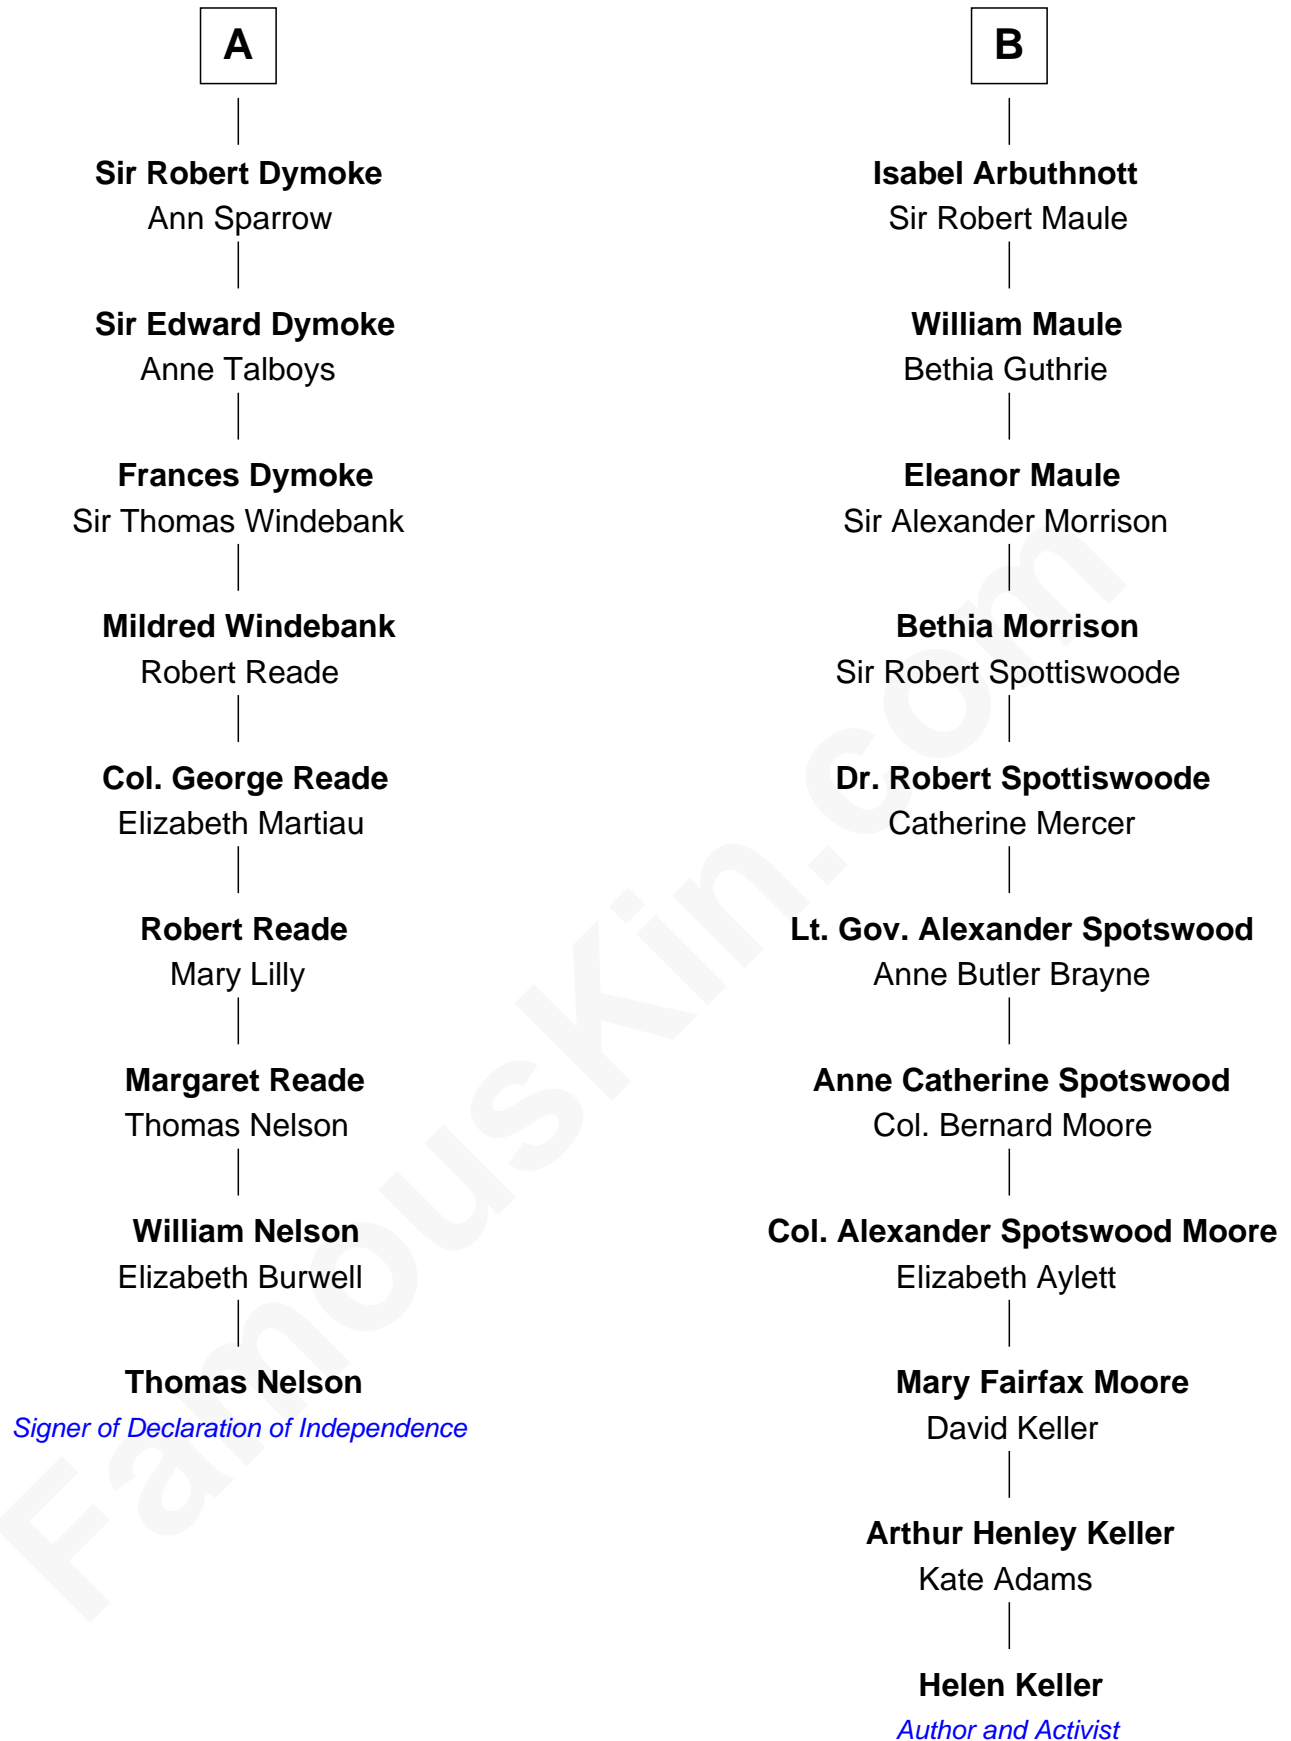 A
Sir Robert Dymoke
Ann Sparrow
Sir Edward Dymoke
Anne Talboys
Frances Dymoke
Sir Thomas Windebank
Mildred Windebank
Robert Reade
Col. George Reade
Elizabeth Martiau
Robert Reade
Mary Lilly
Margaret Reade
Thomas Nelson
William Nelson
Elizabeth Burwell
Thomas Nelson
Signer of Declaration of Independence
B
Isabel Arbuthnott
Sir Robert Maule
William Maule
Bethia Guthrie
Eleanor Maule
Sir Alexander Morrison
Bethia Morrison
Sir Robert Spottiswoode
Dr. Robert Spottiswoode
Catherine Mercer
Lt. Gov. Alexander Spotswood
Anne Butler Brayne
Anne Catherine Spotswood
Col. Bernard Moore
Col. Alexander Spotswood Moore
Elizabeth Aylett
Mary Fairfax Moore
David Keller
Arthur Henley Keller
Kate Adams
Helen Keller
Author and Activist
FamousKin.com